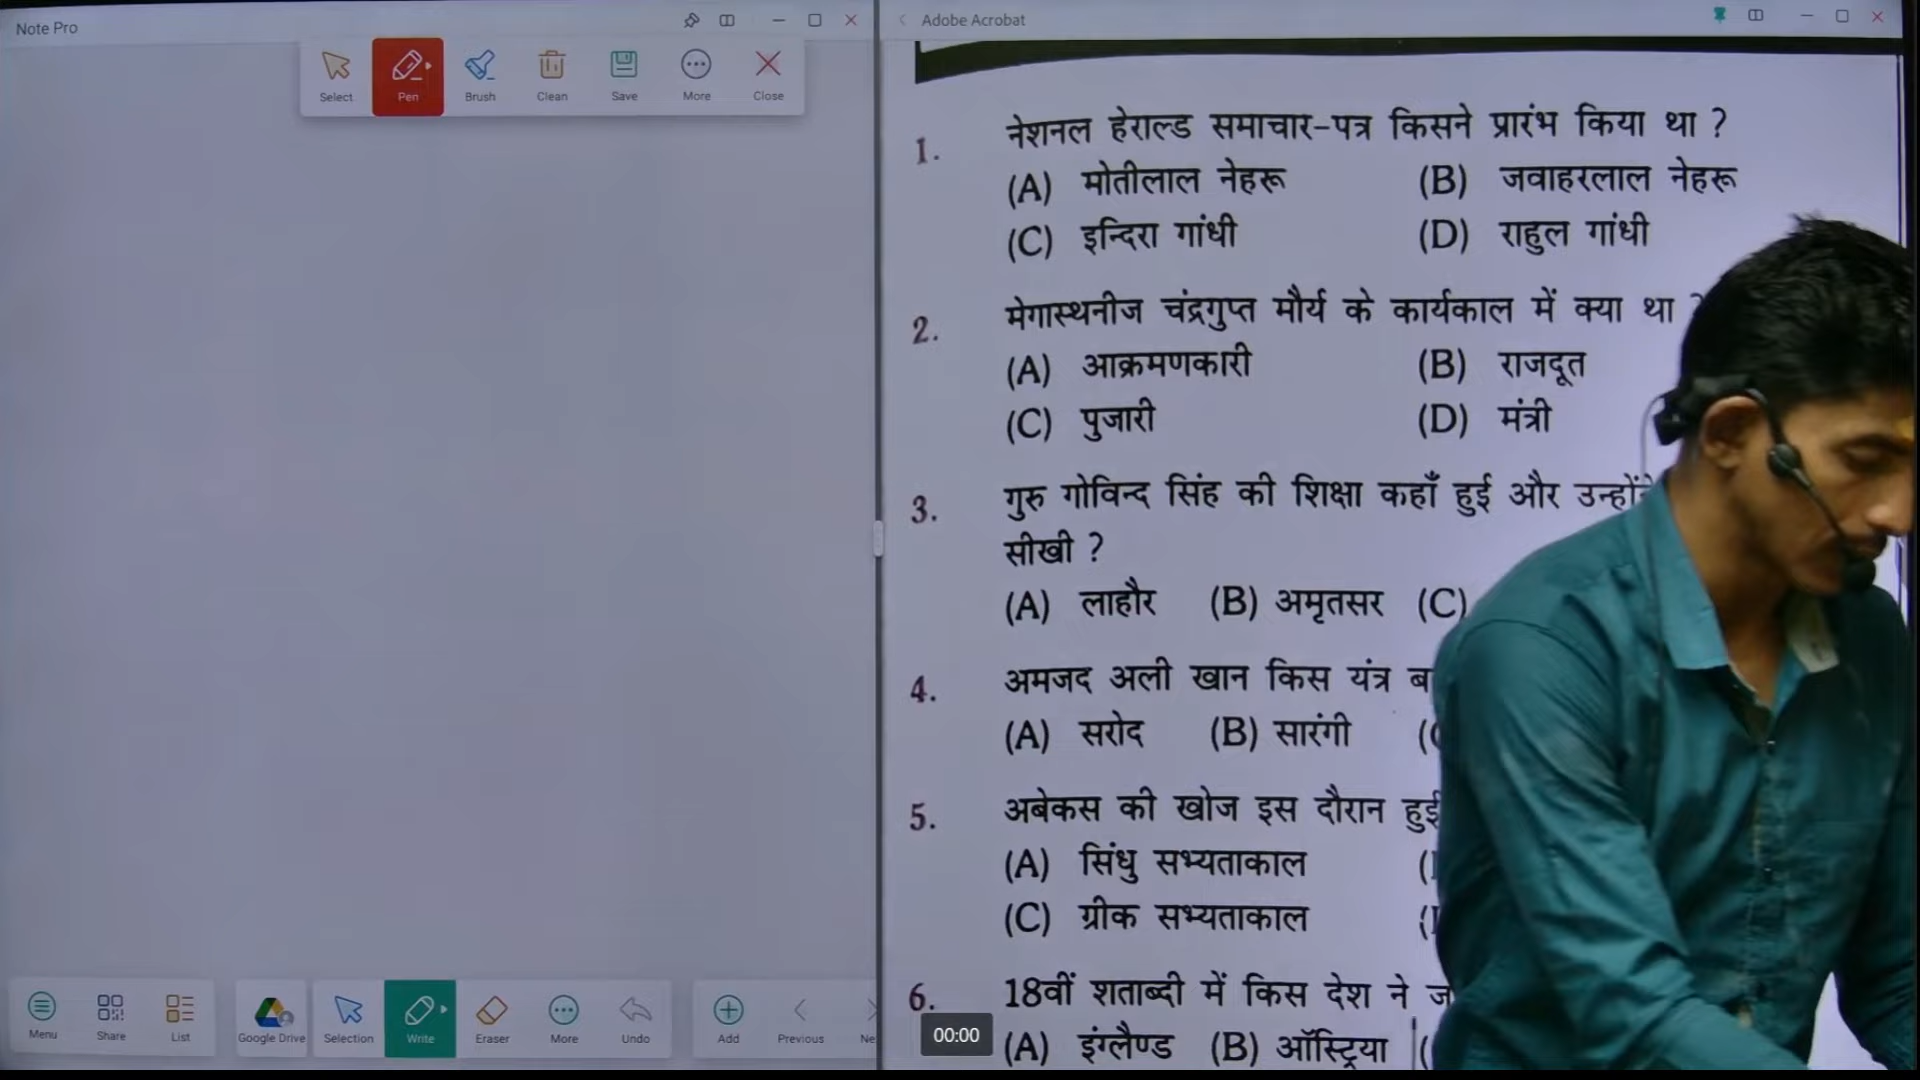 Note Pro
Adobe Acrobat
Select Pen Brush Clean Save More Close
1. नेशनल हेराल्ड समाचार-पत्र किसने प्रारंभ किया था ?
(A) मोतीलाल नेहरू (B) जवाहरलाल नेहरू
(C) इन्दिरा गांधी (D) राहुल गांधी
2. मेगास्थनीज चंद्रगुप्त मौर्य के कार्यकाल में क्या था ?
(A) आक्रमणकारी (B) राजदूत
(C) पुजारी (D) मंत्री
3. गुरु गोविन्द सिंह की शिक्षा कहाँ हुई और
सीखी ?
(A) लाहौर (B) अमृतसर (C)
4. अमजद अली खान किस यंत्र
(A) सरोद (B) सारंगी
5. अबेकस की खोज इस दौरान हुई
(A) सिंधु सभ्यताकाल
(C) ग्रीक सभ्यताकाल
6. 18वीं शताब्दी में किस देश ने
(A) इंग्लैण्ड (B) ऑस्ट्रिया
00:00
Menu Share List Google Drive Selection Write Eraser More Undo Add Previous